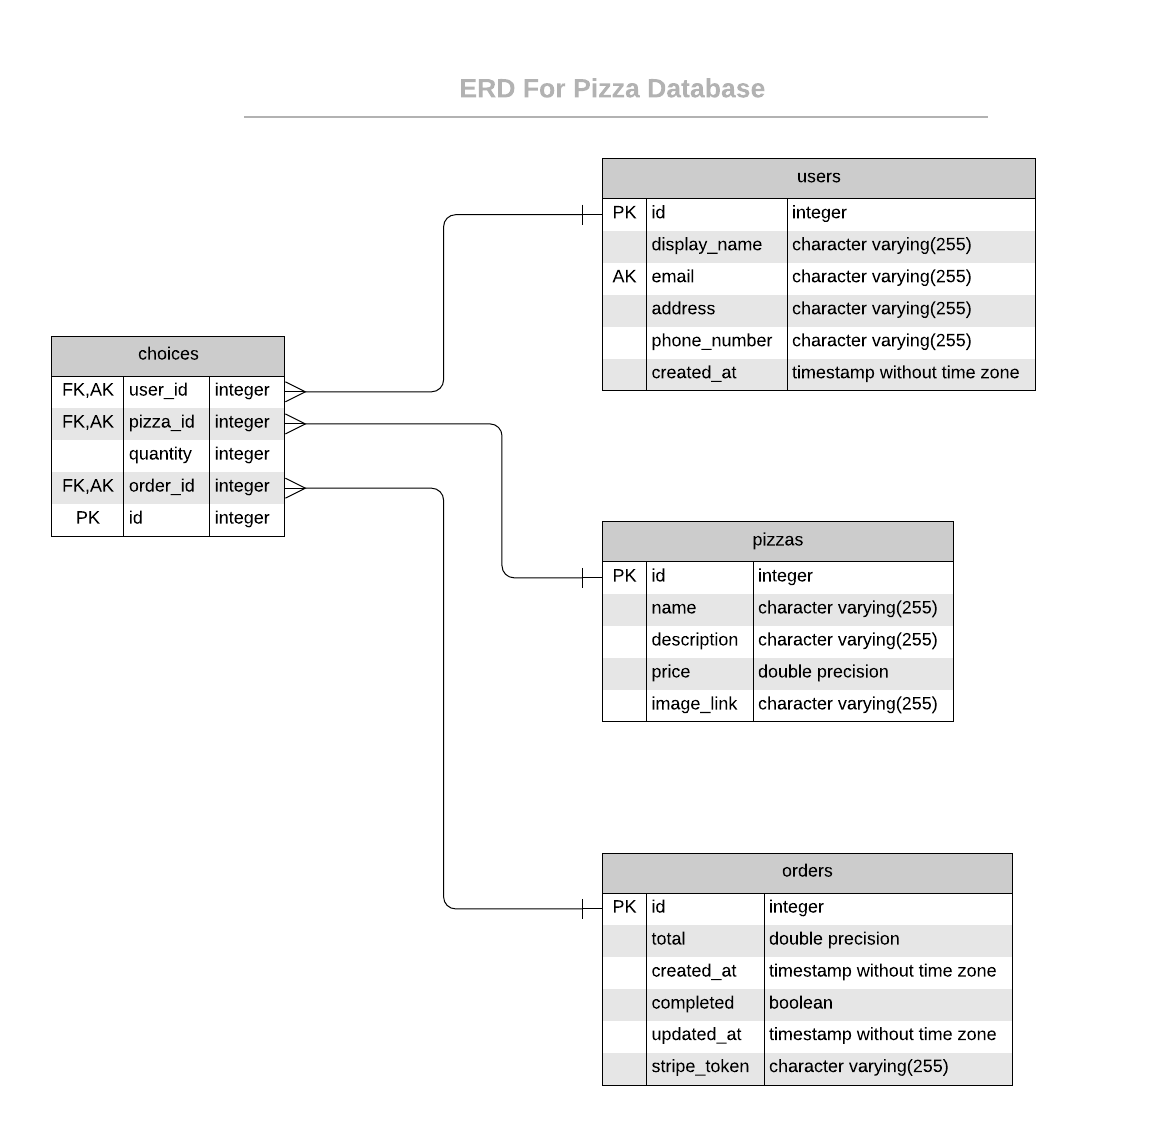 ERD For Pizza Database
users
PK id integer
display_name character varying(255)
AK email character varying(255)
address character varying(255)
phone_number character varying(255)
created_at timestamp without time zone
choices
FK,AK user_id integer
FK,AK pizza_id integer
quantity integer
FK,AK order_id integer
PK id integer
pizzas
PK id integer
name character varying(255)
description character varying(255)
price double precision
image_link character varying(255)
orders
PK id integer
total double precision
created_at timestamp without time zone
completed boolean
updated_at timestamp without time zone
stripe_token character varying(255)